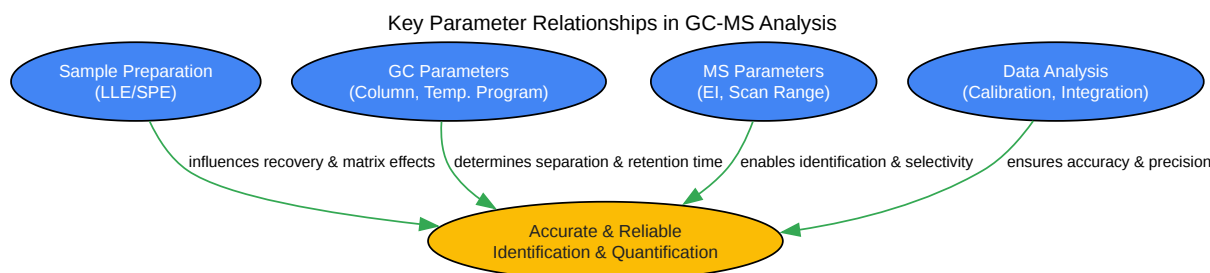 Key Parameter Relationships in GC-MS Analysis
Sample Preparation
(LLE/SPE)
GC Parameters
(Column, Temp. Program)
MS Parameters
(EI, Scan Range)
Data Analysis
(Calibration, Integration)
influences recovery & matrix effects
determines separation & retention time
enables identification & selectivity
ensures accuracy & precision
Accurate & Reliable
Identification & Quantification